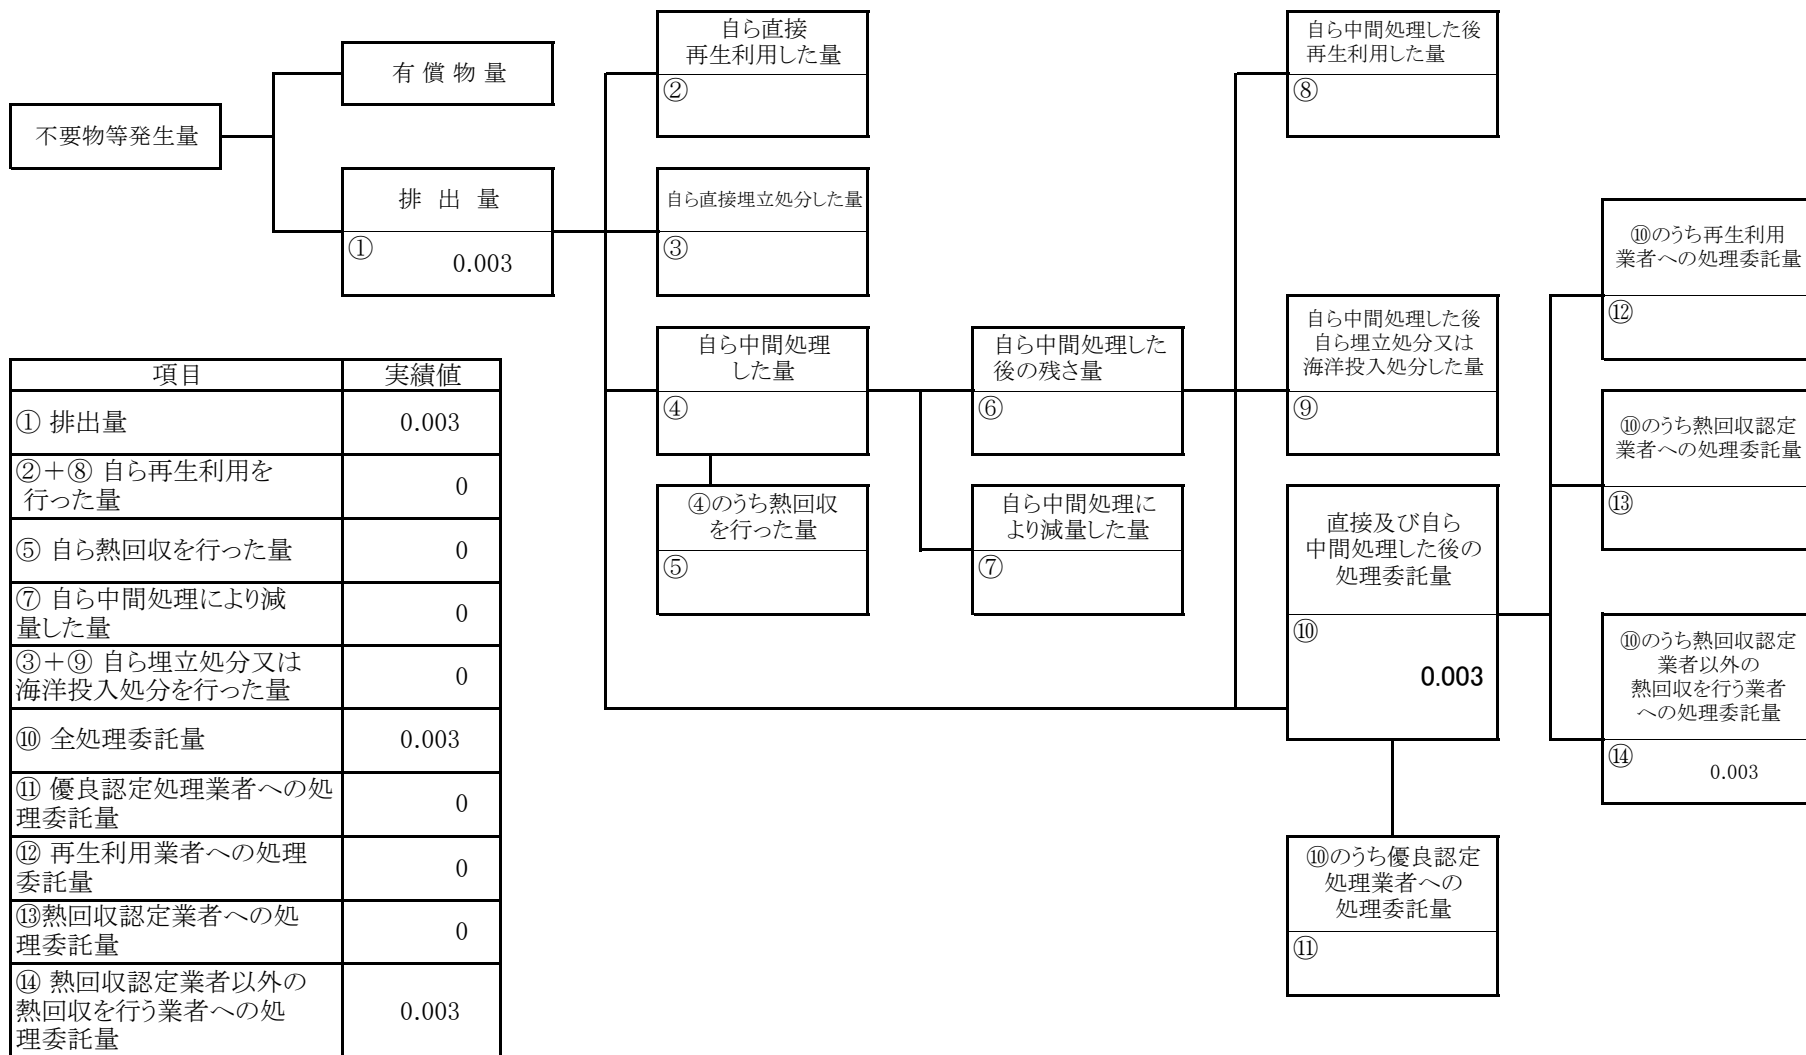 不要物等発生量
有 償 物 量
排 出 量
①
0.003
自ら直接
再生利用した量
②
自ら直接埋立処分した量
③
自ら中間処理
した量
④
④のうち熱回収
を行った量
⑤
自ら中間処理した
後の残さ量
⑥
自ら中間処理に
より減量した量
⑦
自ら中間処理した後
再生利用した量
⑧
自ら中間処理した後
自ら埋立処分又は
海洋投入処分した量
⑨
直接及び自ら
中間処理した後の
処理委託量
⑩
0.003
⑩のうち優良認定
処理業者への
処理委託量
⑪
⑩のうち再生利用
業者への処理委託量
⑫
⑩のうち熱回収認定
業者への処理委託量
⑬
⑩のうち熱回収認定
業者以外の
熱回収を行う業者
への処理委託量
⑭
0.003
項目 実績値
① 排出量 0.003
②+⑧ 自ら再生利用を
行った量 0
⑤ 自ら熱回収を行った量 0
⑦ 自ら中間処理により減
量した量 0
③+⑨ 自ら埋立処分又は
海洋投入処分を行った量 0
⑩ 全処理委託量 0.003
⑪ 優良認定処理業者への処
理委託量 0
⑫ 再生利用業者への処理
委託量 0
⑬熱回収認定業者への処
理委託量 0
⑭ 熱回収認定業者以外の
熱回収を行う業者への処
理委託量 0.003